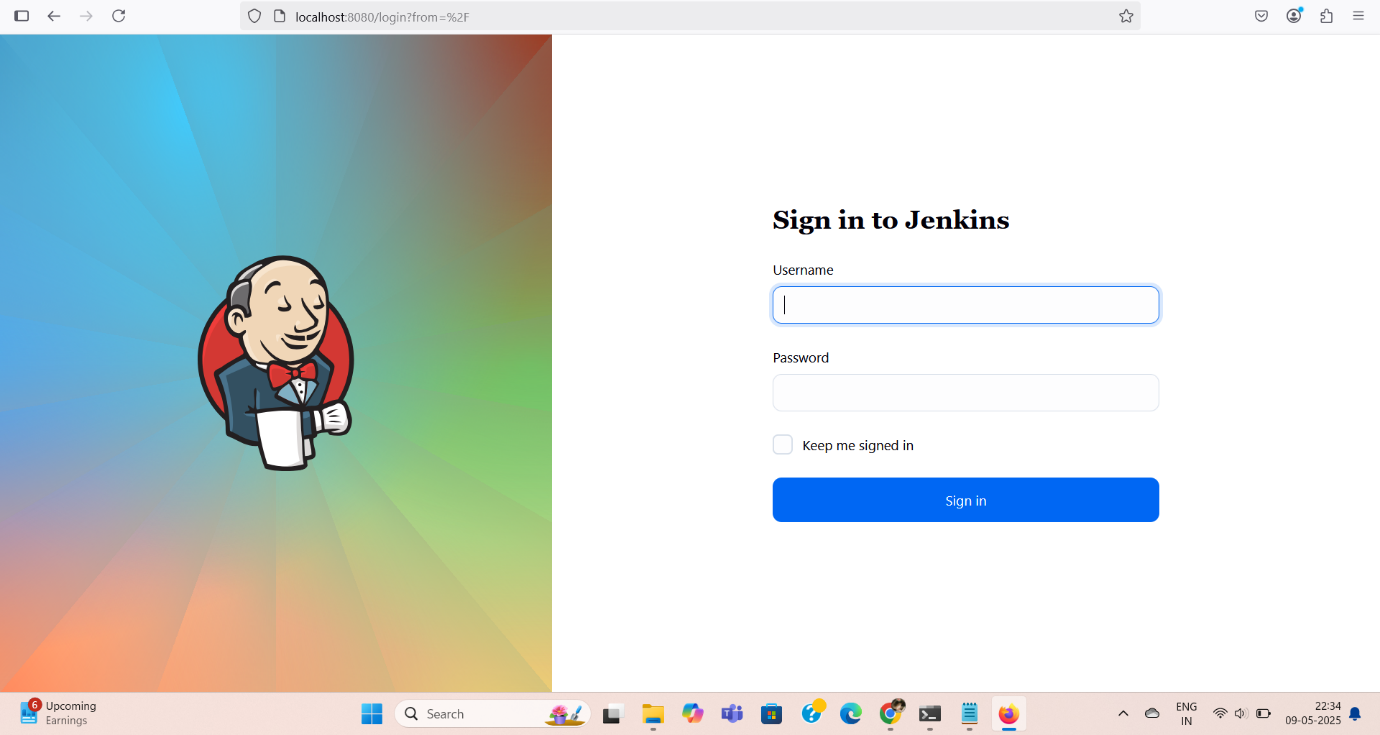 localhost:8080/login?from=%2F
Sign in to Jenkins
Username
Password
Keep me signed in
Sign in
6
Upcoming
Earnings
Search
ENG
IN
22:34
09-05-2025